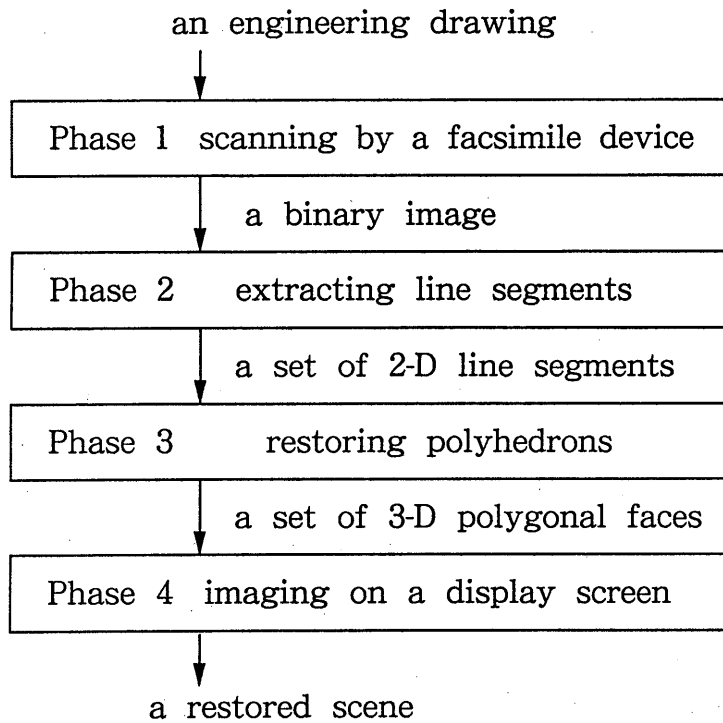 an engineering drawing
Phase 1 scanning by a facsimile device
a binary image
Phase 2 extracting line segments
a set of 2-D line segments
Phase 3 restoring polyhedrons
a set of 3-D polygonal faces
Phase 4 imaging on a display screen
a restored scene